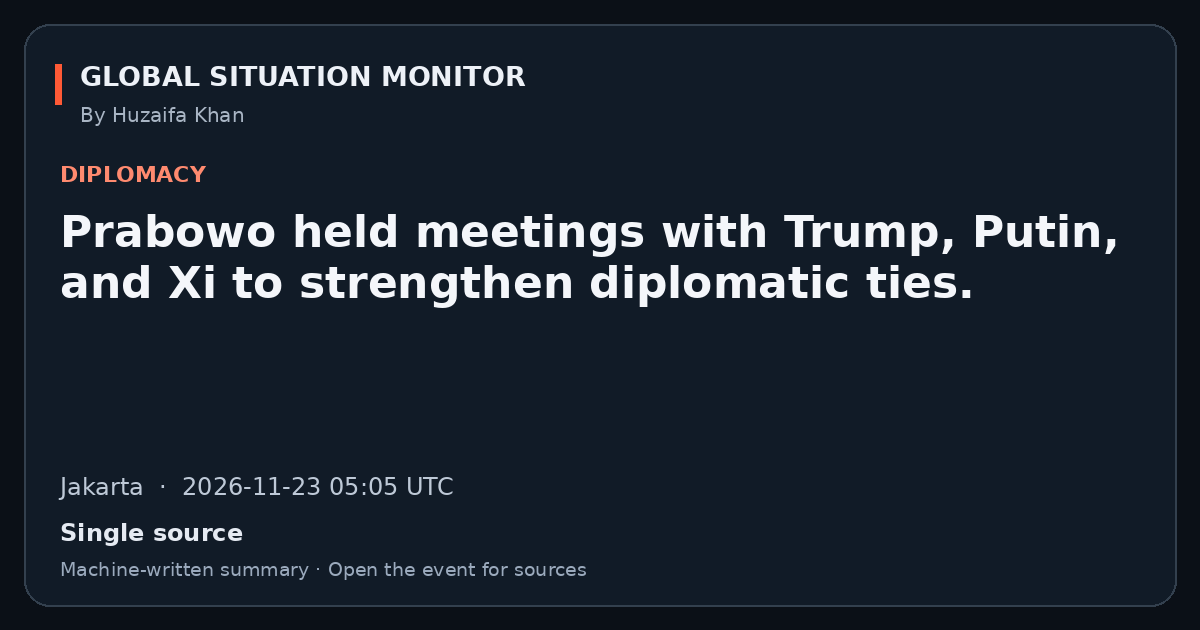 GLOBAL SITUATION MONITOR
By Huzaifa Khan
DIPLOMACY
Prabowo held meetings with Trump, Putin,
and Xi to strengthen diplomatic ties.
Jakarta · 2026-11-23 05:05 UTC
Single source
Machine-written summary · Open the event for sources